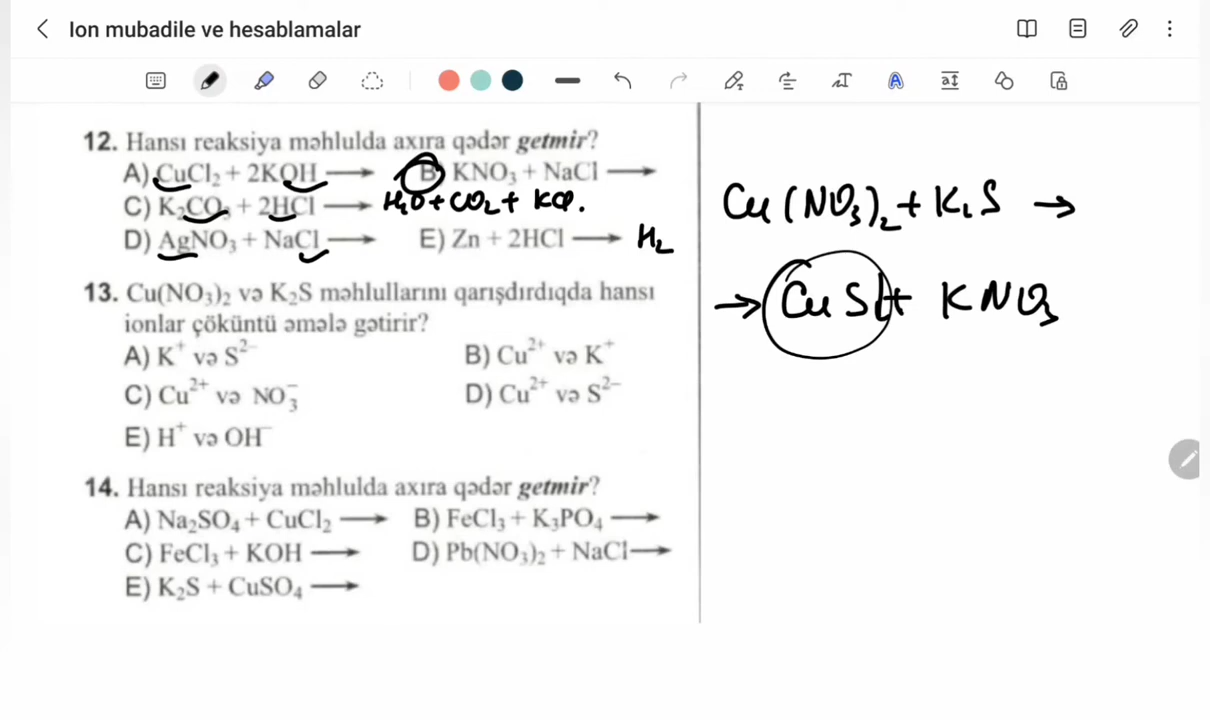 Ion mubadile ve hesablamalar
12. Hansı reaksiya məhlulda axıra qədər getmir?
A) CuCl₂ + 2KOH ⟶ B) KNO₃ + NaCl ⟶
C) K₂CO₃ + 2HCl ⟶ H₂O + CO₂ + KCl.
D) AgNO₃ + NaCl ⟶ E) Zn + 2HCl ⟶ H₂
13. Cu(NO₃)₂ və K₂S məhlullarını qarışdırdıqda hansı
ionlar çöküntü əmələ gətirir?
A) K⁺ və S²⁻ B) Cu²⁺ və K⁺
C) Cu²⁺ və NO₃⁻ D) Cu²⁺ və S²⁻
E) H⁺ və OH⁻
14. Hansı reaksiya məhlulda axıra qədər getmir?
A) Na₂SO₄ + CuCl₂ ⟶ B) FeCl₃ + K₃PO₄ ⟶
C) FeCl₃ + KOH ⟶ D) Pb(NO₃)₂ + NaCl ⟶
E) K₂S + CuSO₄ ⟶
Cu(NO₃)₂ + K₂S →
→ CuS↓ + KNO₃